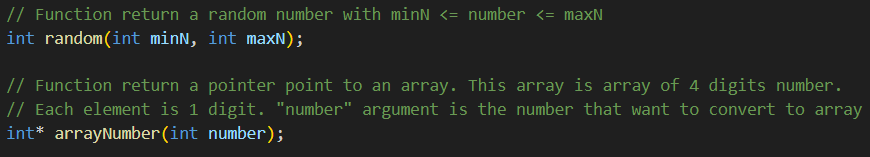 // Function return a random number with minN <= number <= maxN
int random(int minN, int maxN);
// Function return a pointer point to an array. This array is array of 4 digits number.
// Each element is 1 digit. "number" argument is the number that want to convert to array
int* arrayNumber(int number);